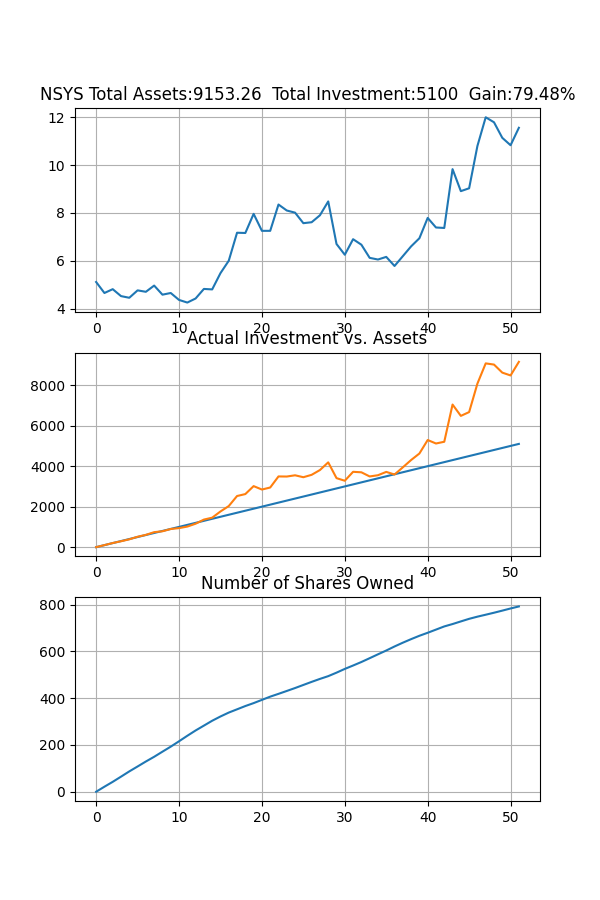 NSYS Total Assets:9153.26  Total Investment:5100  Gain:79.48%
12
10
8
6
4
0 10 20 30 40 50
Actual Investment vs. Assets
8000
6000
4000
2000
0
0 10 20 30 40 50
Number of Shares Owned
800
600
400
200
0
0 10 20 30 40 50